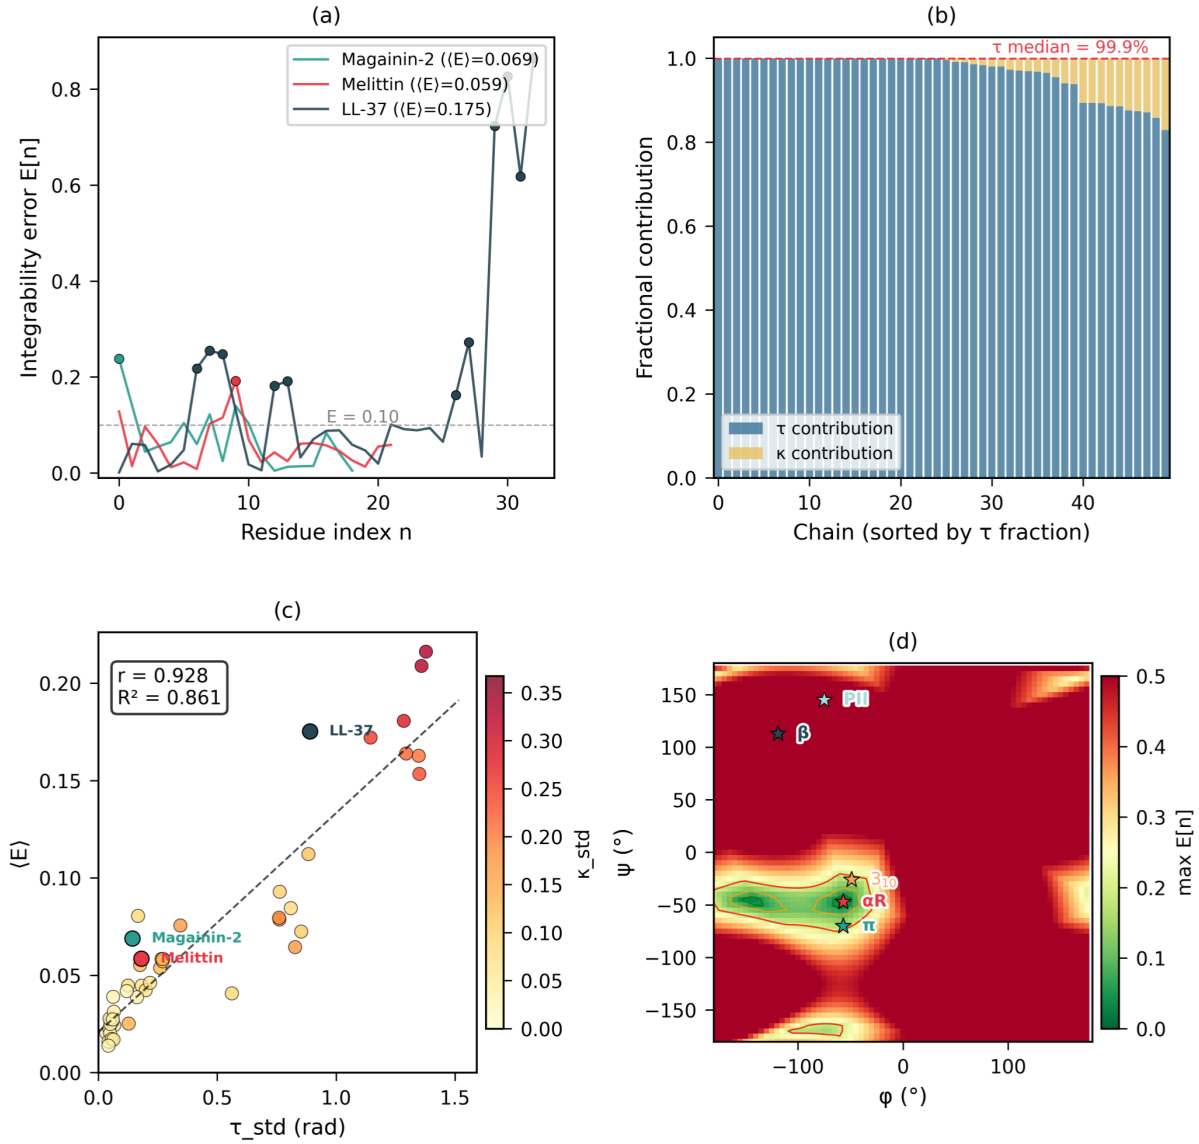 (a)
Integrability error E[n]
0.8
0.6
0.4
0.2
0.0
Magainin-2 (⟨E⟩=0.069)
Melittin (⟨E⟩=0.059)
LL-37 (⟨E⟩=0.175)
E = 0.10
0
10
20
30
Residue index n
(b)
Fractional contribution
1.0
0.8
0.6
0.4
0.2
0.0
τ median = 99.9%
τ contribution
κ contribution
0
10
20
30
40
Chain (sorted by τ fraction)
(c)
⟨E⟩
0.20
0.15
0.10
0.05
0.00
r = 0.928
R² = 0.861
LL-37
Magainin-2
Melittin
0.0
0.5
1.0
1.5
τ_std (rad)
0.35
0.30
0.25
0.20
0.15
0.10
0.05
0.00
κ_std
(d)
ψ (°)
150
100
50
0
−50
−100
−150
PII
β
3₁₀
αR
π
−100
0
100
φ (°)
0.5
0.4
0.3
0.2
0.1
0.0
max E[n]